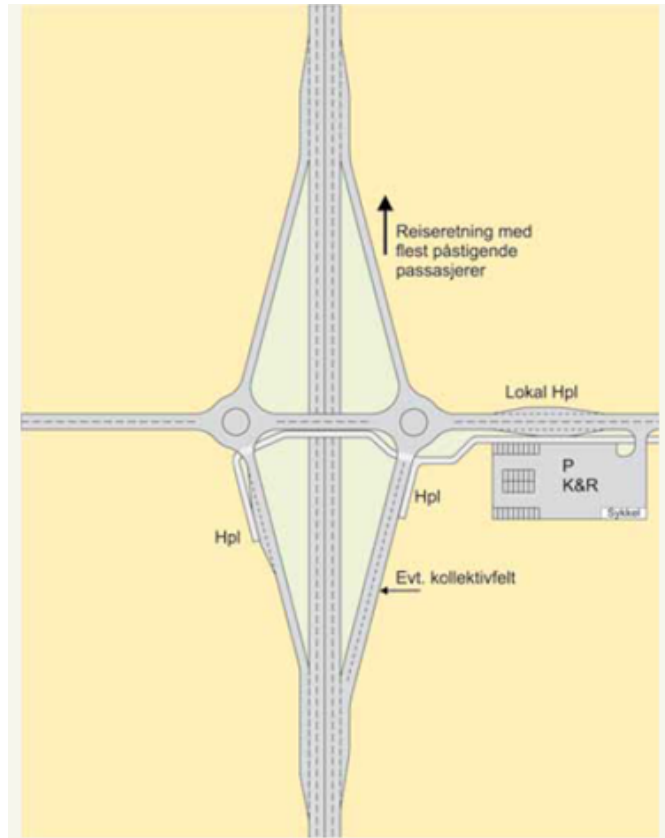 Reiseretning med
flest påstigende
passasjerer
Lokal Hpl
P
K&R
Hpl
Sykkel
Hpl
Evt. kollektivfelt